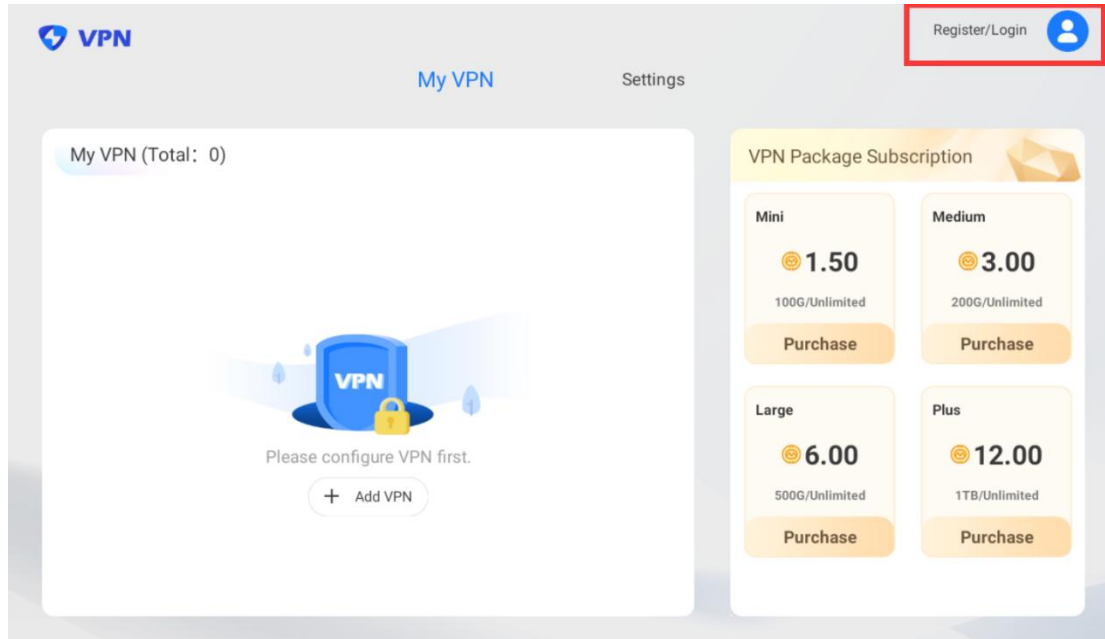 VPN
Register/Login
My VPN
Settings
My VPN (Total：0)
VPN
Please configure VPN first.
+ Add VPN
VPN Package Subscription
Mini
1.50
100G/Unlimited
Purchase
Medium
3.00
200G/Unlimited
Purchase
Large
6.00
500G/Unlimited
Purchase
Plus
12.00
1TB/Unlimited
Purchase